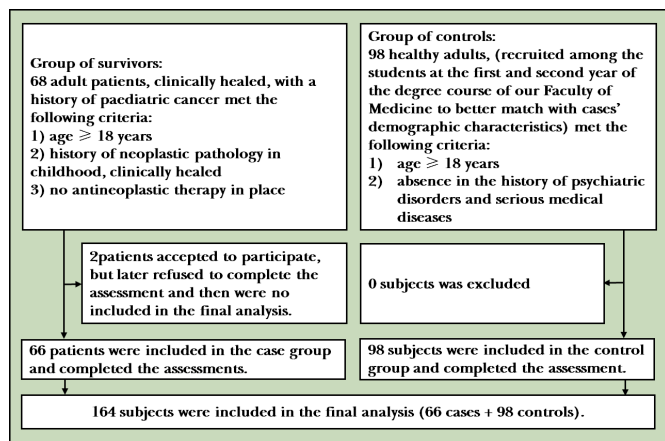 Group of survivors:
68 adult patients, clinically healed, with a
history of paediatric cancer met the
following criteria:
1) age ⩾ 18 years
2) history of neoplastic pathology in
childhood, clinically healed
3) no antineoplastic therapy in place
Group of controls:
98 healthy adults, (recruited among the
students at the first and second year of
the degree course of our Faculty of
Medicine to better match with cases'
demographic characteristics) met the
following criteria:
1) age ⩾ 18 years
2) absence in the history of psychiatric
disorders and serious medical
diseases
2patients accepted to participate,
but later refused to complete the
assessment and then were no
included in the final analysis.
0 subjects was excluded
66 patients were included in the case group
and completed the assessments.
98 subjects were included in the control
group and completed the assessment.
164 subjects were included in the final analysis (66 cases + 98 controls).